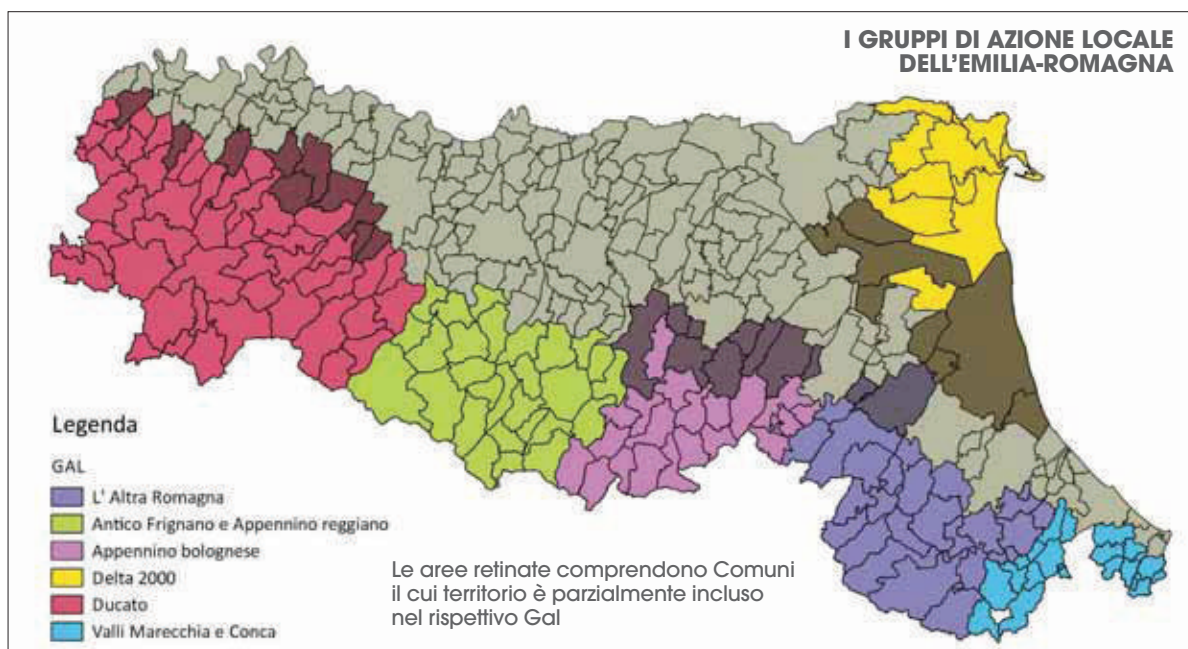 I GRUPPI DI AZIONE LOCALE
DELL'EMILIA-ROMAGNA
Legenda
GAL
L' Altra Romagna
Antico Frignano e Appennino reggiano
Appennino bolognese
Delta 2000
Ducato
Valli Marecchia e Conca
Le aree retinate comprendono Comuni
il cui territorio è parzialmente incluso
nel rispettivo Gal